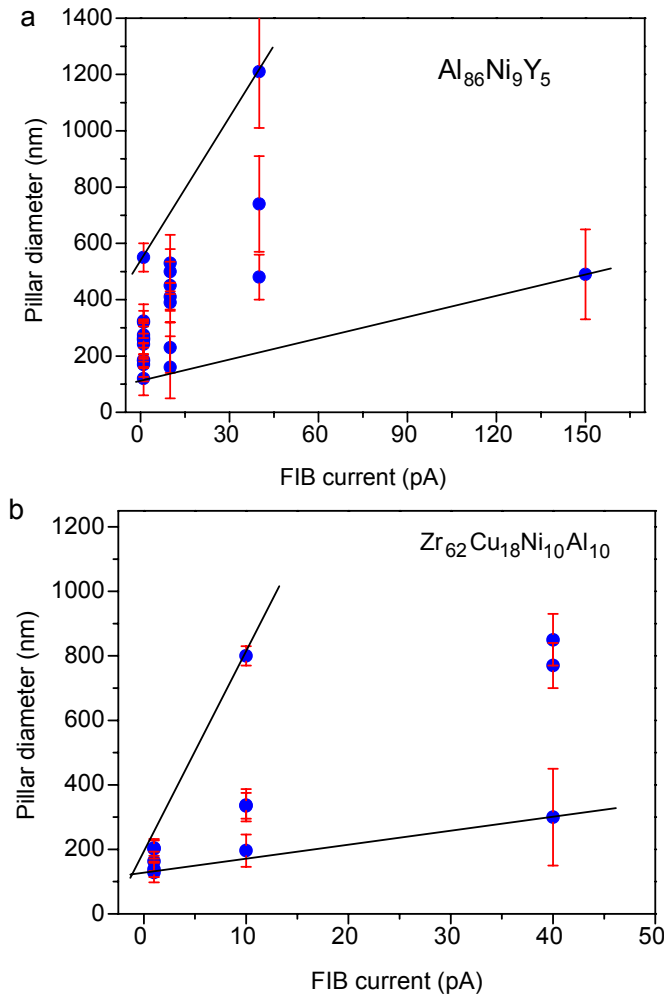 a
1400
Al86Ni9Y5
1200
1000
800
600
400
200
0
Pillar diameter (nm)
0 30 60 90 120 150
FIB current (pA)
b
1200
Zr62Cu18Ni10Al10
1000
800
600
400
200
0
Pillar diameter (nm)
0 10 20 30 40 50
FIB current (pA)